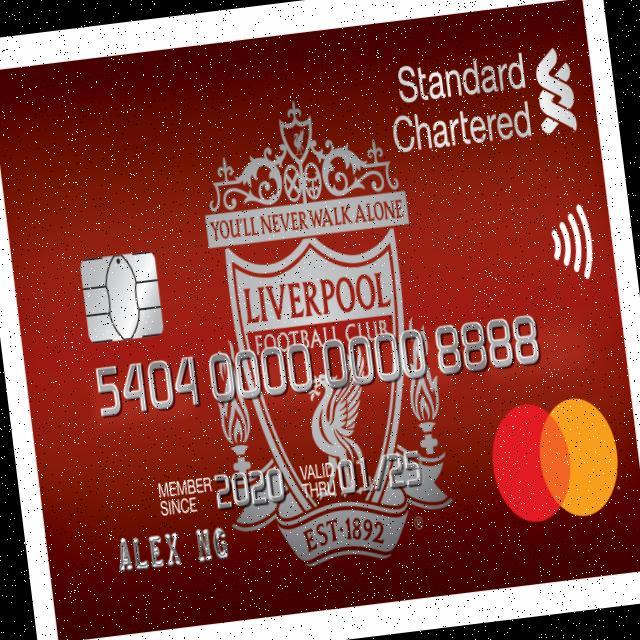 Standard
Chartered
YOU'LL NEVER WALK ALONE
LIVERPOOL
FOOTBALL CLUB
5404 0000 0000 8888
MEMBER SINCE 2020 VALID THRU 01/25
ALEX NG
EST·1892
®